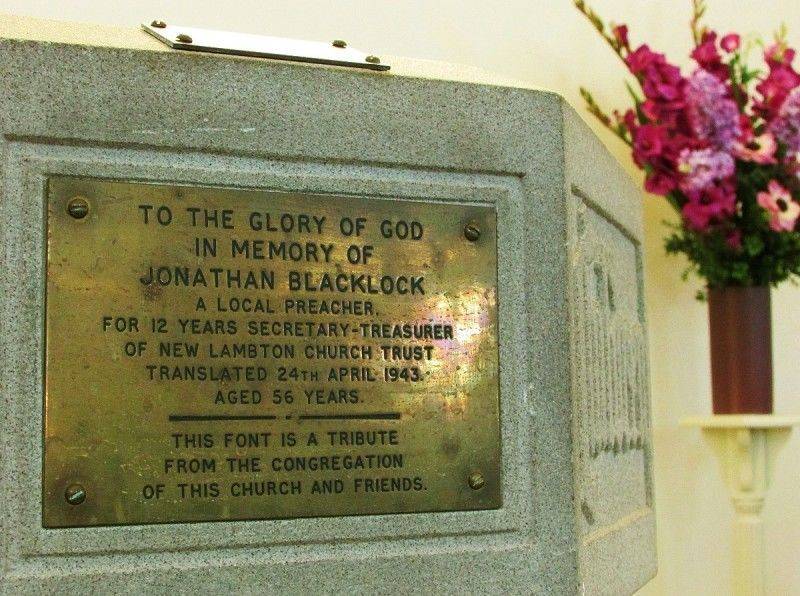 TO THE GLORY OF GOD
IN MEMORY OF
JONATHAN BLACKLOCK
A LOCAL PREACHER,
FOR 12 YEARS SECRETARY-TREASURER
OF NEW LAMBTON CHURCH TRUST
TRANSLATED 24TH APRIL 1943.
AGED 56 YEARS.
THIS FONT IS A TRIBUTE
FROM THE CONGREGATION
OF THIS CHURCH AND FRIENDS.